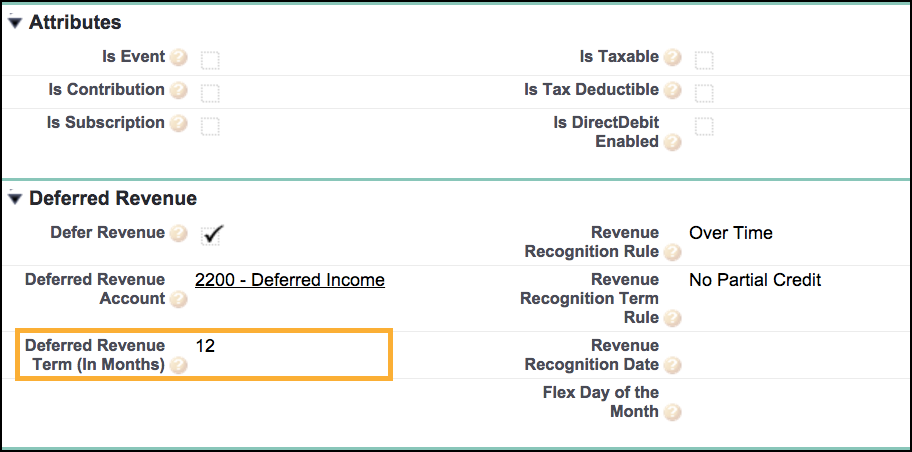 Attributes
Is Event ? Is Taxable ?
Is Contribution ? Is Tax Deductible ?
Is Subscription ? Is DirectDebit
Enabled ?
Deferred Revenue
Defer Revenue ? Revenue Over Time
Recognition Rule ?
Deferred Revenue 2200 - Deferred Income Revenue No Partial Credit
Account ? Recognition Term
Rule ?
Deferred Revenue 12 Revenue
Term (In Months) ? Recognition Date ?
Flex Day of the
Month ?